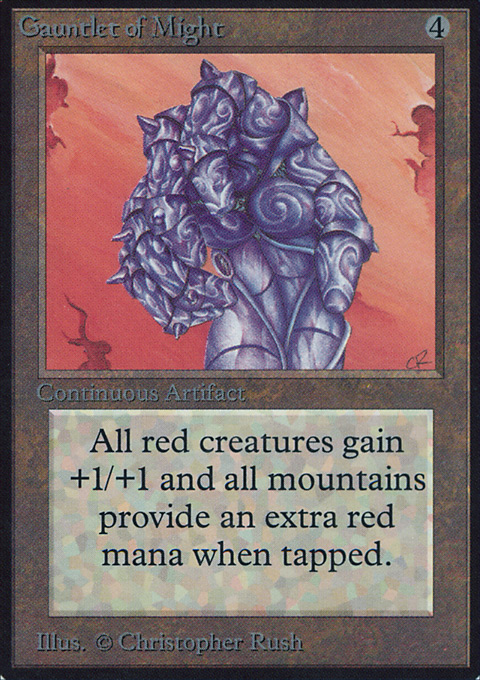 Gauntlet of Might 4
CR
Continuous Artifact
All red creatures gain
+1/+1 and all mountains
provide an extra red
mana when tapped.
Illus. © Christopher Rush